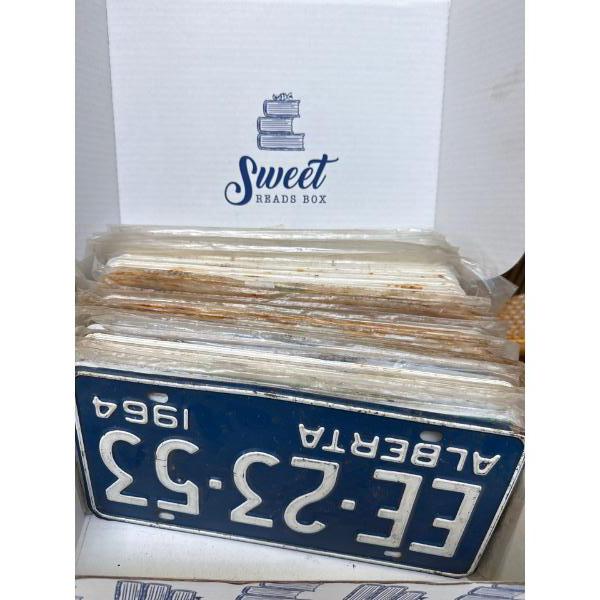 Sweet
READS BOX
EE·23·53
ALBERTA 1964